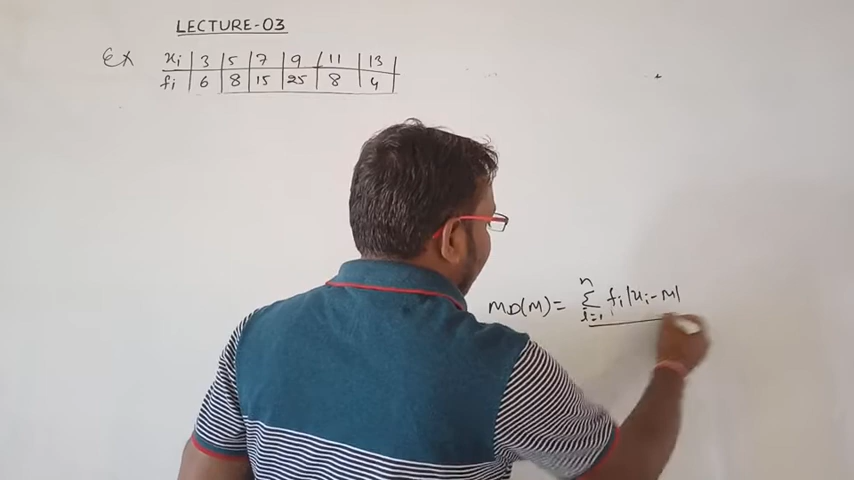 LECTURE-03
Ex xi | 3 | 5 | 7 | 9 | 11 | 13 |
fi | 6 | 8 | 15 | 25 | 8 | 4 |
n
MD(M) = Σ fi |xi - M|
i=1